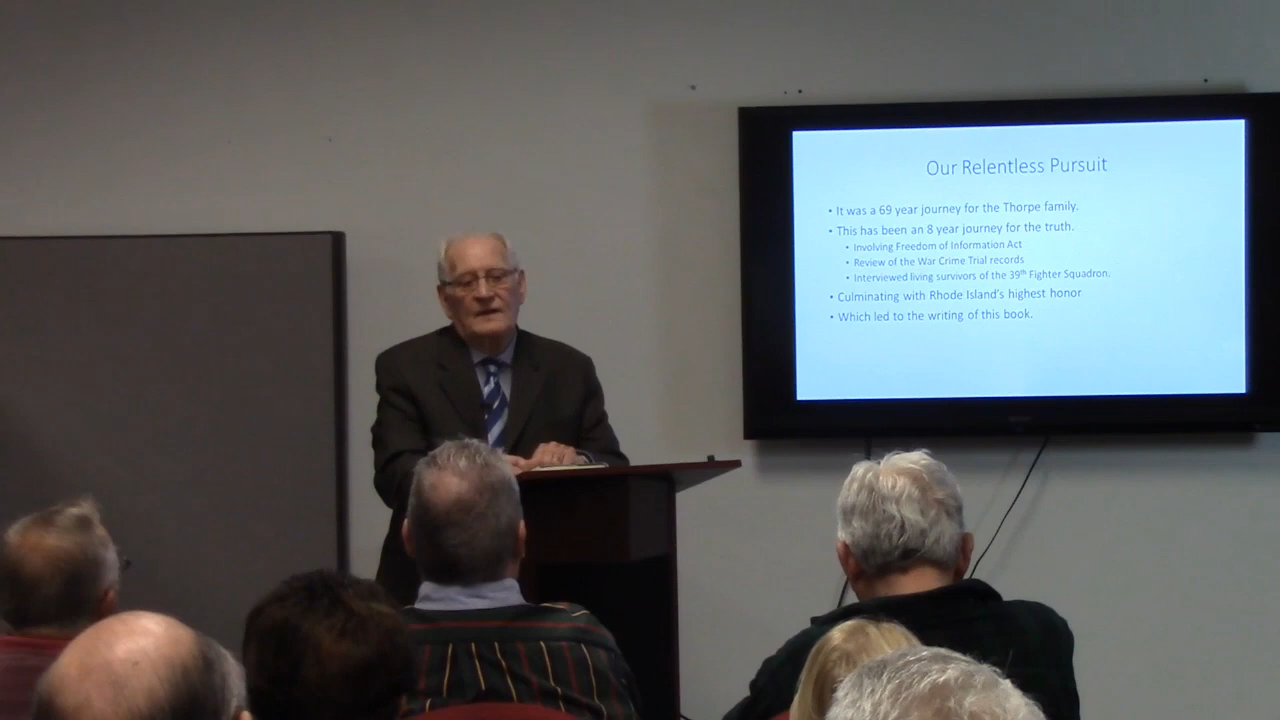 Our Relentless Pursuit
• It was a 69 year journey for the Thorpe family.
• This has been an 8 year journey for the truth.
• Involving Freedom of Information Act
• Review of the War Crime Trial records
• Interviewed living survivors of the 39th Fighter Squadron.
• Culminating with Rhode Island's highest honor
• Which led to the writing of this book.